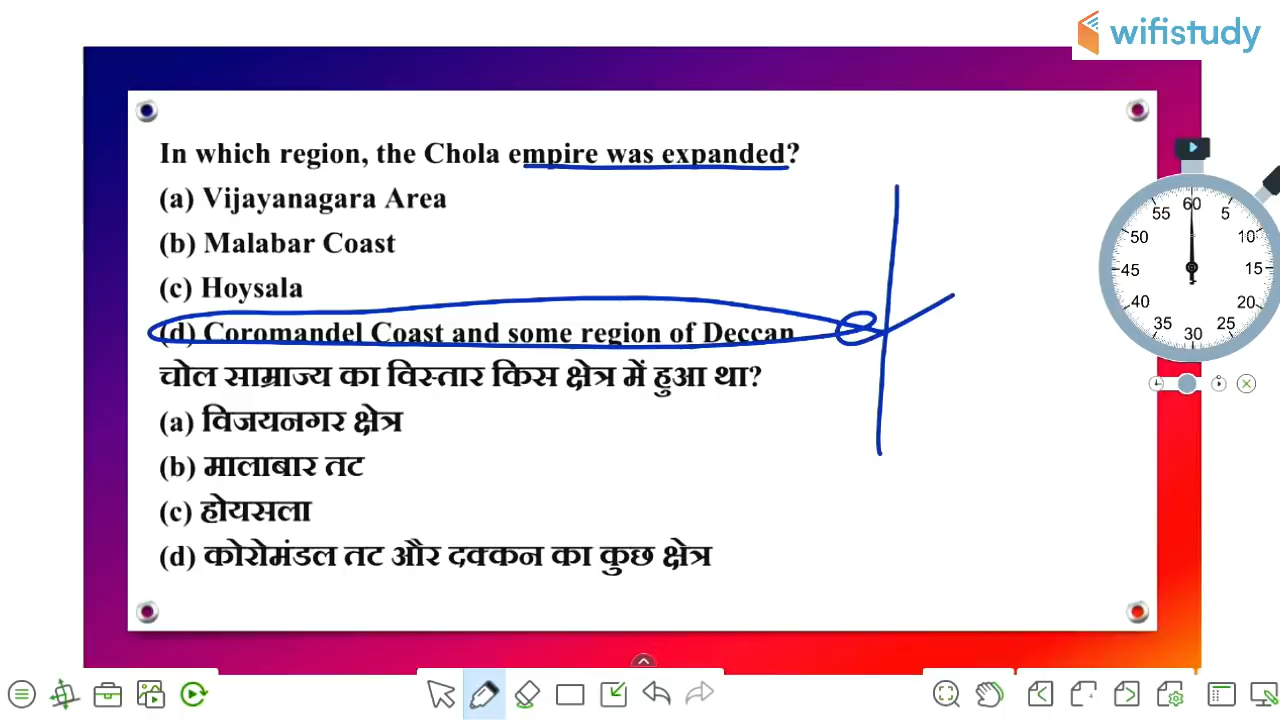 wifistudy
In which region, the Chola empire was expanded?
(a) Vijayanagara Area
(b) Malabar Coast
(c) Hoysala
(d) Coromandel Coast and some region of Deccan
चोल साम्राज्य का विस्तार किस क्षेत्र में हुआ था?
(a) विजयनगर क्षेत्र
(b) मालाबार तट
(c) होयसला
(d) कोरोमंडल तट और दक्कन का कुछ क्षेत्र
60
55 5
50 10
45 15
40 20
35 25
30